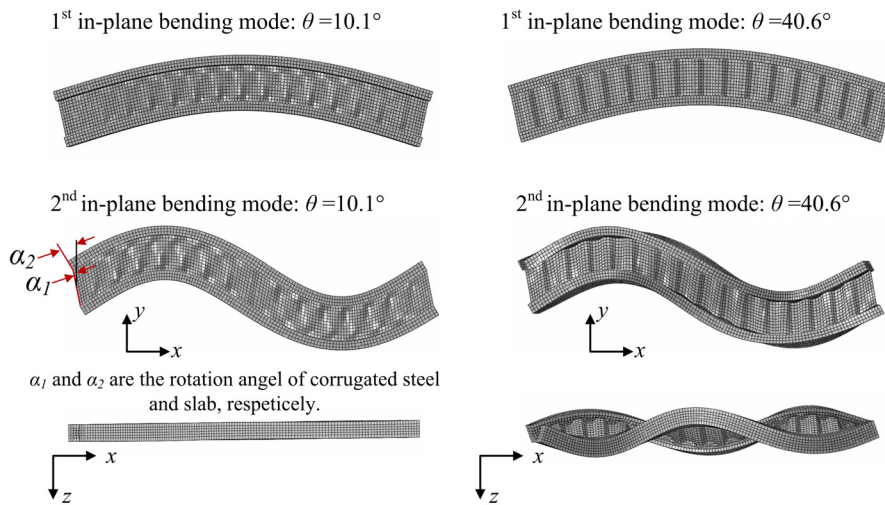 1st in-plane bending mode: θ =10.1°
1st in-plane bending mode: θ =40.6°
2nd in-plane bending mode: θ =10.1°
2nd in-plane bending mode: θ =40.6°
α2
α1
y
x
y
x
α1 and α2 are the rotation angel of corrugated steel
and slab, respeticely.
x
z
x
z